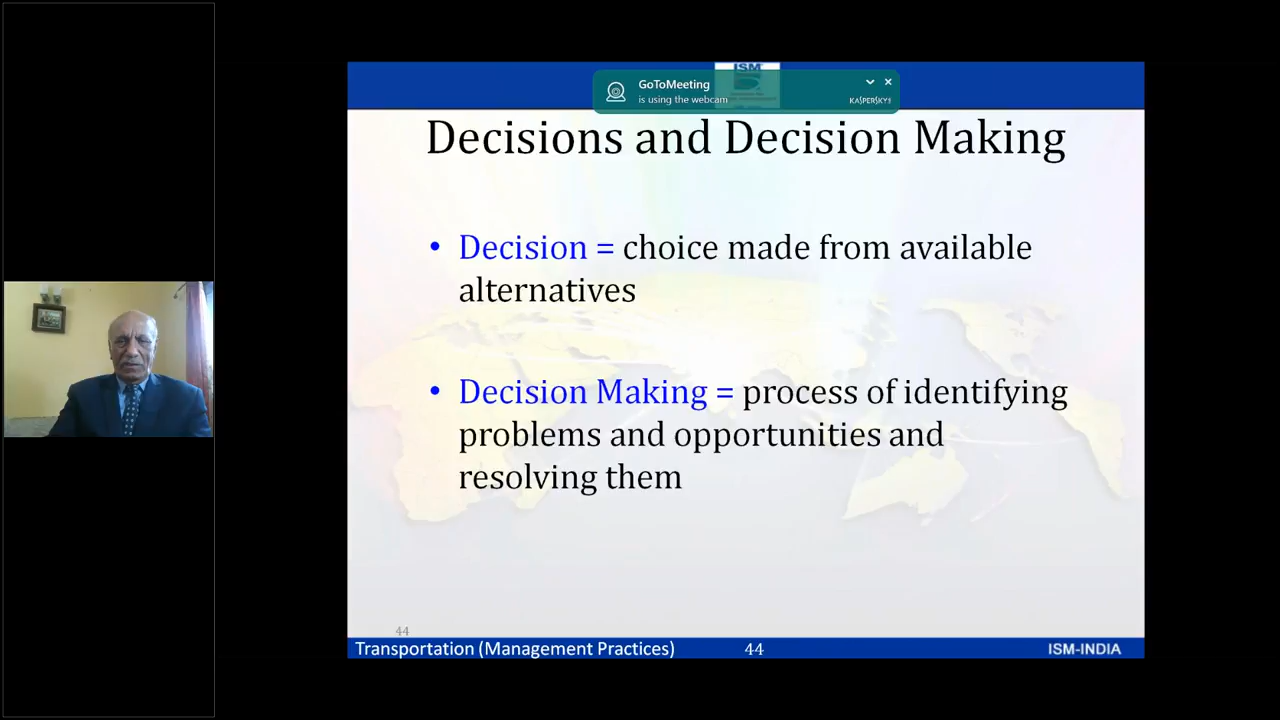 ISM
GoToMeeting
is using the webcam
KASPERSKY
Decisions and Decision Making
• Decision = choice made from available
alternatives
• Decision Making = process of identifying
problems and opportunities and
resolving them
44
Transportation (Management Practices) 44 ISM-INDIA